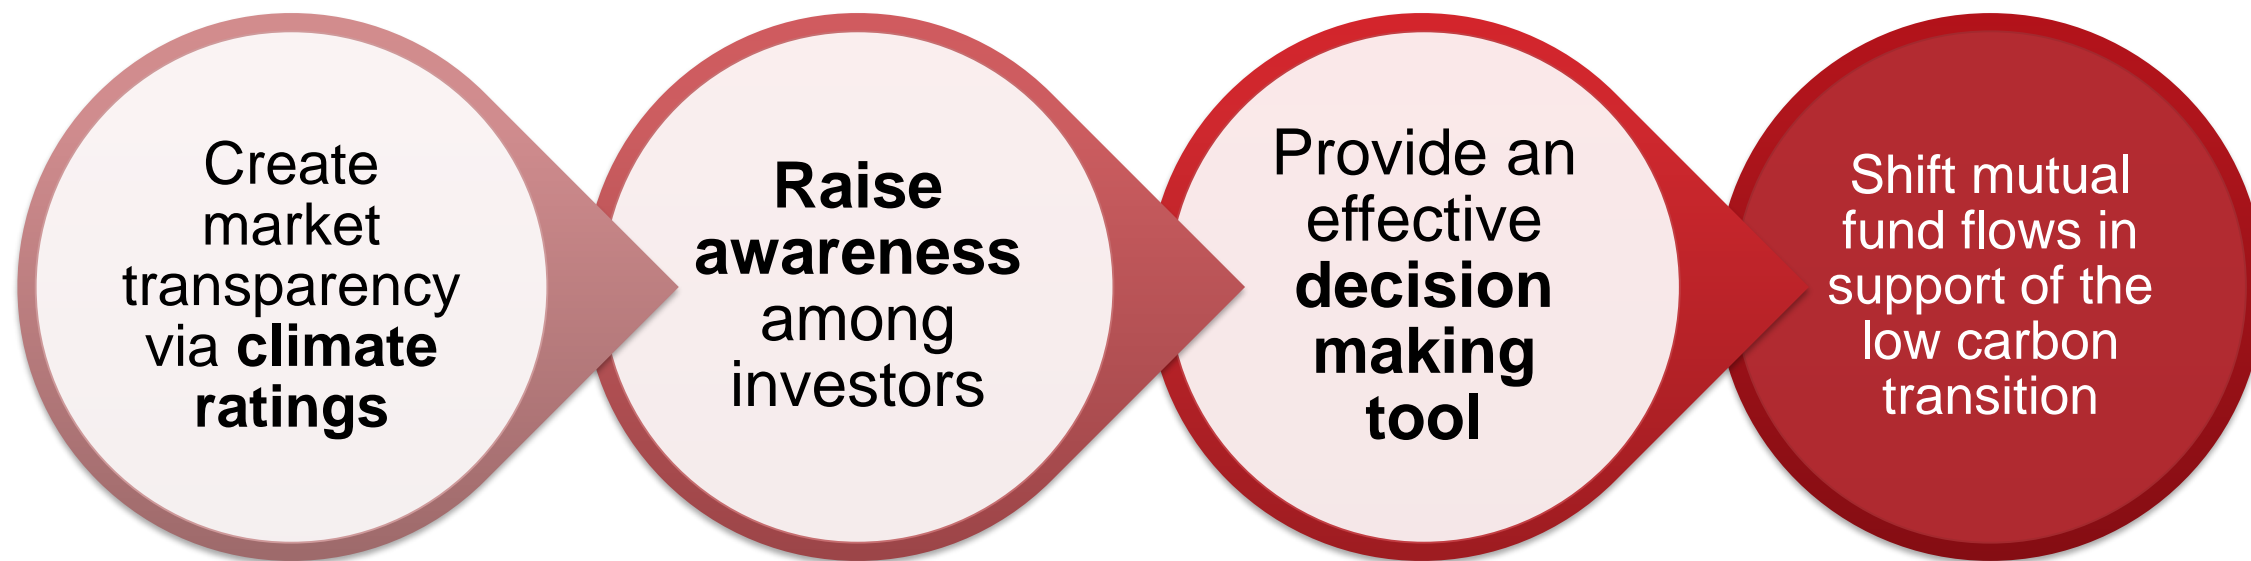 Create
market
transparency
via climate
ratings
Raise
awareness
among
investors
Provide an
effective
decision
making
tool
Shift mutual
fund flows in
support of the
low carbon
transition